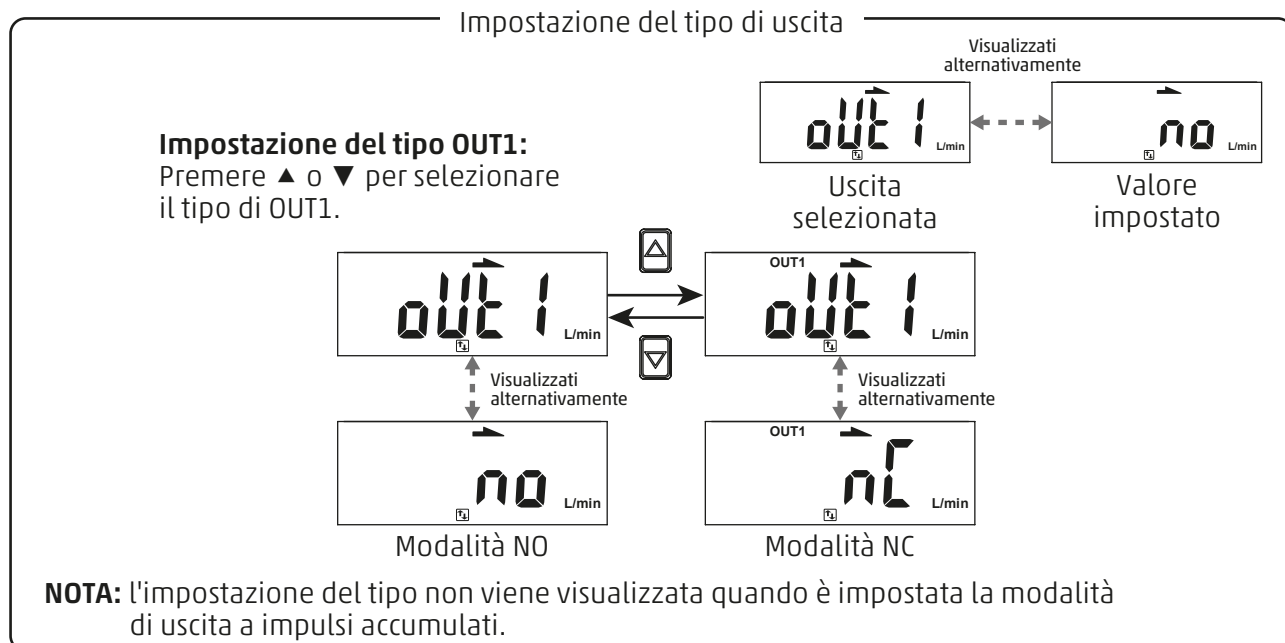 Impostazione del tipo di uscita
Visualizzati
alternativamente
oUt1
L/min
no
L/min
Uscita
selezionata
Valore
impostato
Impostazione del tipo OUT1:
Premere ▲ o ▼ per selezionare
il tipo di OUT1.
oUt1
L/min
OUT1
oUt1
L/min
Visualizzati
alternativamente
Visualizzati
alternativamente
no
L/min
OUT1
nC
L/min
Modalità NO
Modalità NC
NOTA: l'impostazione del tipo non viene visualizzata quando è impostata la modalità
di uscita a impulsi accumulati.